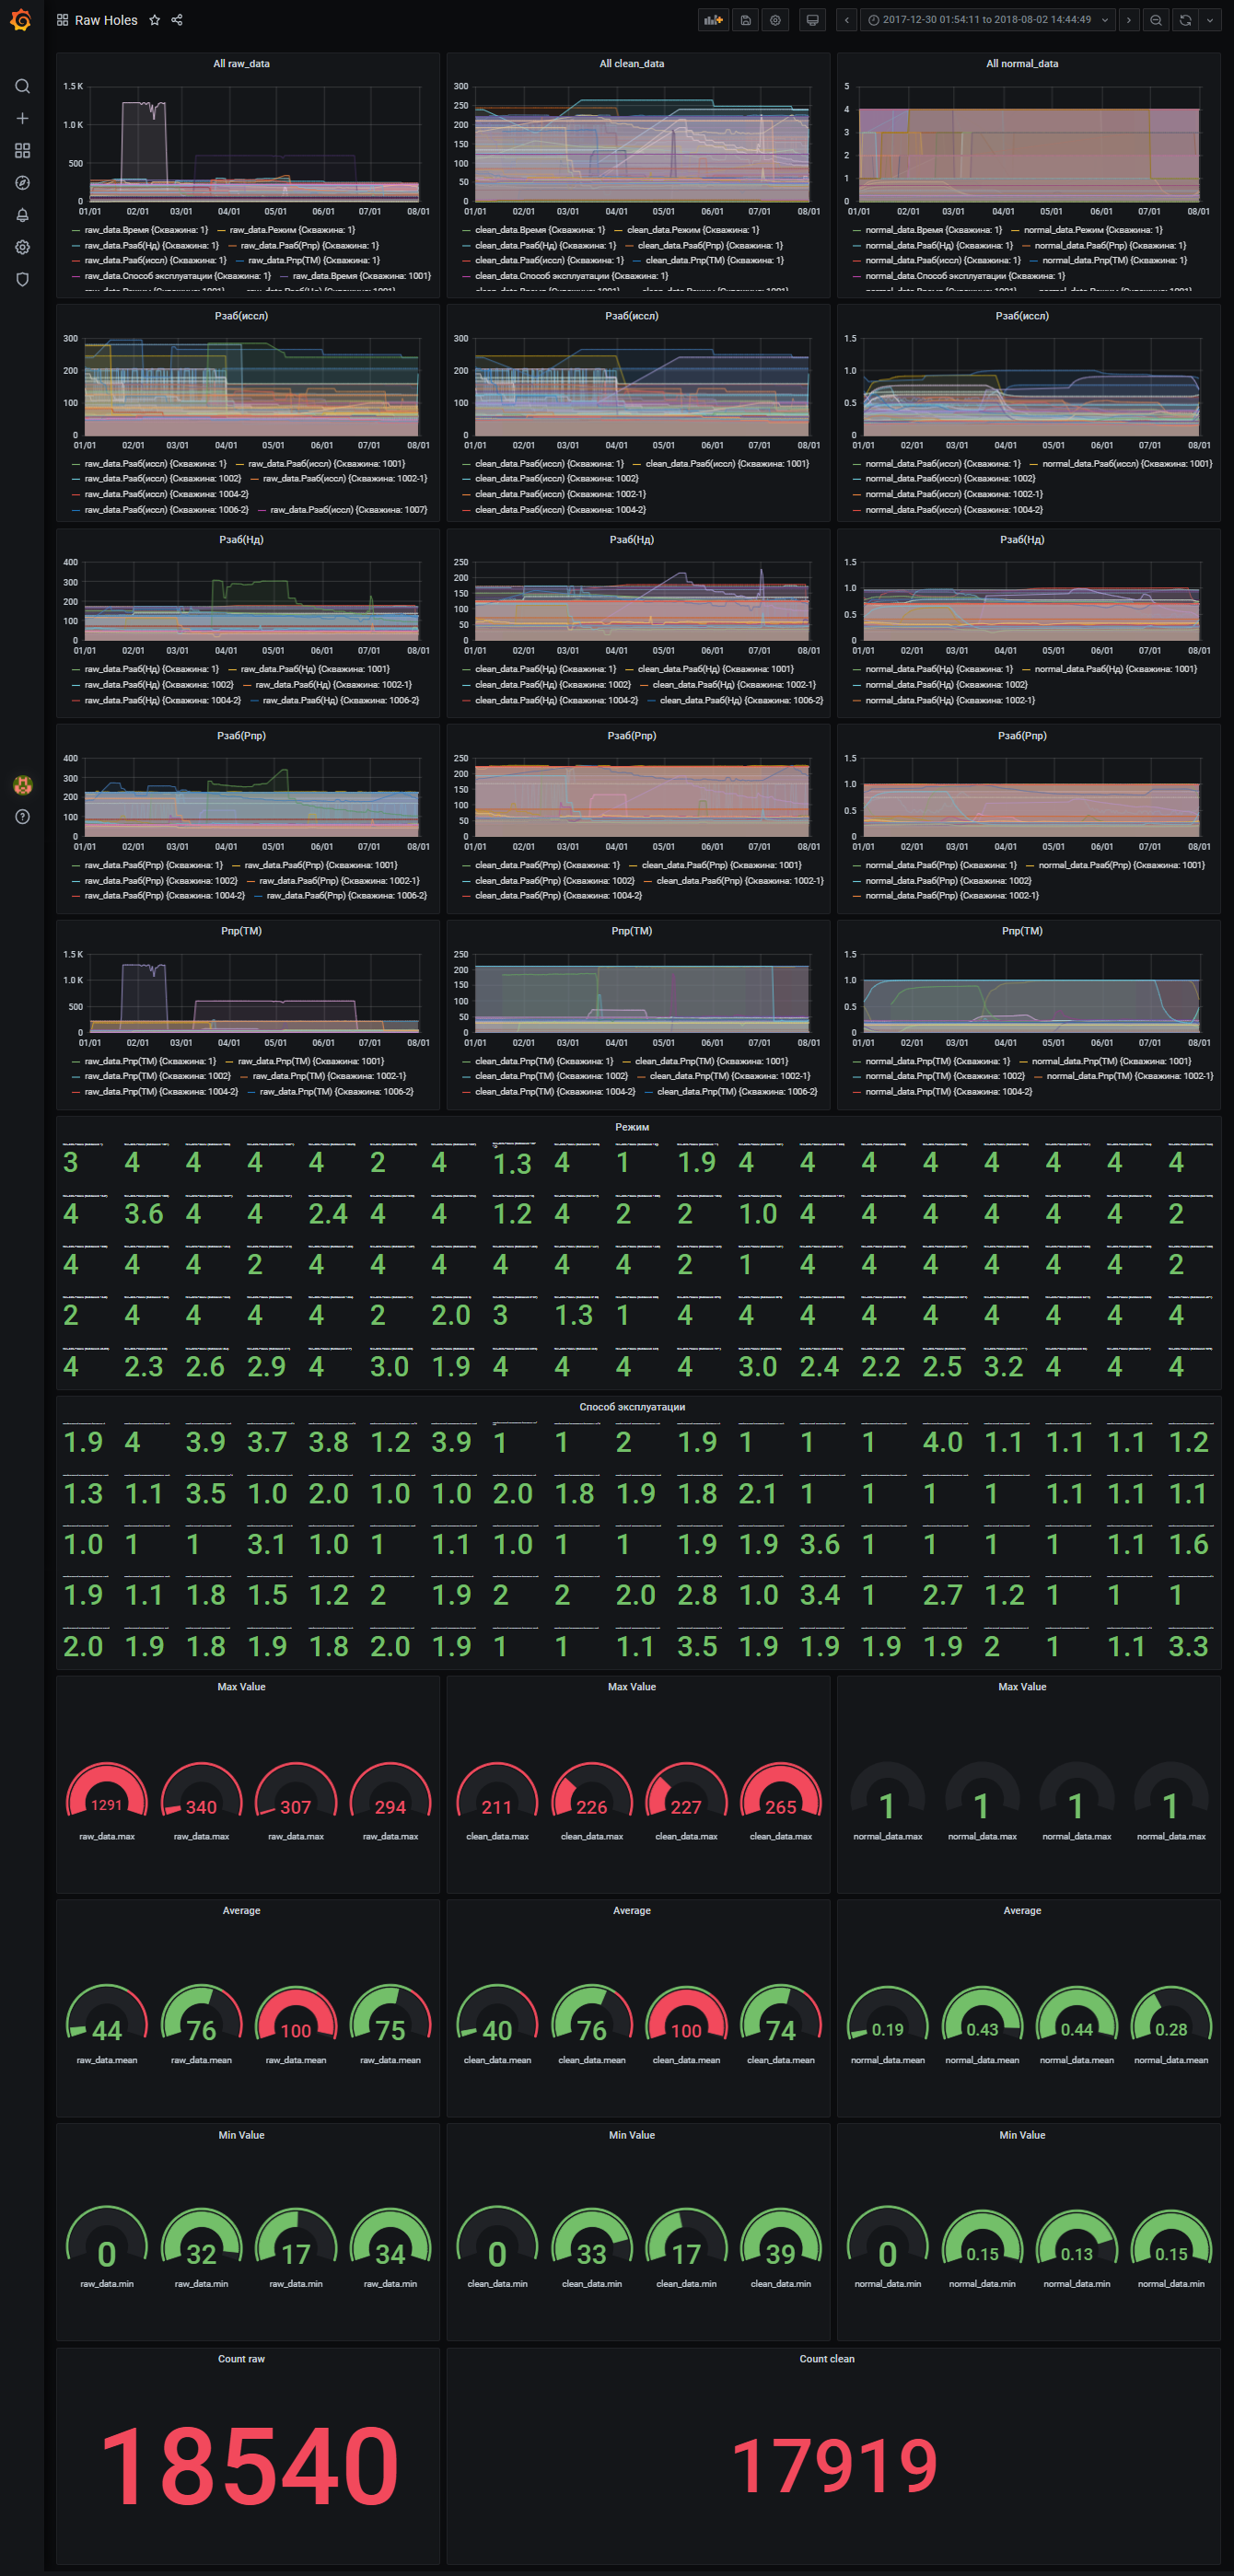 Raw Holes
2017-12-30 01:54:11 to 2018-08-02 14:44:49
All raw_data
1.5 K
1.0 K
500
0
01/01 02/01 03/01 04/01 05/01 06/01 07/01 08/01
raw_data.Время {Скважина: 1} raw_data.Режим {Скважина: 1}
raw_data.Рзаб(Нд) {Скважина: 1} raw_data.Рзаб(Рпр) {Скважина: 1}
raw_data.Рзаб(иссл) {Скважина: 1} raw_data.Рпр(ТМ) {Скважина: 1}
raw_data.Способ эксплуатации {Скважина: 1} raw_data.Время {Скважина: 1001}
raw_data.Режим {Скважина: 1001} raw_data.Рзаб(Нд) {Скважина: 1001}
All clean_data
300
250
200
150
100
50
0
01/01 02/01 03/01 04/01 05/01 06/01 07/01 08/01
clean_data.Время {Скважина: 1} clean_data.Режим {Скважина: 1}
clean_data.Рзаб(Нд) {Скважина: 1} clean_data.Рзаб(Рпр) {Скважина: 1}
clean_data.Рзаб(иссл) {Скважина: 1} clean_data.Рпр(ТМ) {Скважина: 1}
clean_data.Способ эксплуатации {Скважина: 1}
clean_data.Время {Скважина: 1001} clean_data.Режим {Скважина: 1001}
All normal_data
5
4
3
2
1
0
01/01 02/01 03/01 04/01 05/01 06/01 07/01 08/01
normal_data.Время {Скважина: 1} normal_data.Режим {Скважина: 1}
normal_data.Рзаб(Нд) {Скважина: 1} normal_data.Рзаб(Рпр) {Скважина: 1}
normal_data.Рзаб(иссл) {Скважина: 1} normal_data.Рпр(ТМ) {Скважина: 1}
normal_data.Способ эксплуатации {Скважина: 1}
normal_data.Время {Скважина: 1001} normal_data.Режим {Скважина: 1001}
Рзаб(иссл)
300
200
100
0
01/01 02/01 03/01 04/01 05/01 06/01 07/01 08/01
raw_data.Рзаб(иссл) {Скважина: 1} raw_data.Рзаб(иссл) {Скважина: 1001}
raw_data.Рзаб(иссл) {Скважина: 1002} raw_data.Рзаб(иссл) {Скважина: 1002-1}
raw_data.Рзаб(иссл) {Скважина: 1004-2}
raw_data.Рзаб(иссл) {Скважина: 1006-2} raw_data.Рзаб(иссл) {Скважина: 1007}
Рзаб(иссл)
300
200
100
0
01/01 02/01 03/01 04/01 05/01 06/01 07/01 08/01
clean_data.Рзаб(иссл) {Скважина: 1} clean_data.Рзаб(иссл) {Скважина: 1001}
clean_data.Рзаб(иссл) {Скважина: 1002}
clean_data.Рзаб(иссл) {Скважина: 1002-1}
clean_data.Рзаб(иссл) {Скважина: 1004-2}
Рзаб(иссл)
1.5
1.0
0.5
0
01/01 02/01 03/01 04/01 05/01 06/01 07/01 08/01
normal_data.Рзаб(иссл) {Скважина: 1} normal_data.Рзаб(иссл) {Скважина: 1001}
normal_data.Рзаб(иссл) {Скважина: 1002}
normal_data.Рзаб(иссл) {Скважина: 1002-1}
normal_data.Рзаб(иссл) {Скважина: 1004-2}
Рзаб(Нд)
400
300
200
100
0
01/01 02/01 03/01 04/01 05/01 06/01 07/01 08/01
raw_data.Рзаб(Нд) {Скважина: 1} raw_data.Рзаб(Нд) {Скважина: 1001}
raw_data.Рзаб(Нд) {Скважина: 1002} raw_data.Рзаб(Нд) {Скважина: 1002-1}
raw_data.Рзаб(Нд) {Скважина: 1004-2} raw_data.Рзаб(Нд) {Скважина: 1006-2}
Рзаб(Нд)
250
200
150
100
50
0
01/01 02/01 03/01 04/01 05/01 06/01 07/01 08/01
clean_data.Рзаб(Нд) {Скважина: 1} clean_data.Рзаб(Нд) {Скважина: 1001}
clean_data.Рзаб(Нд) {Скважина: 1002} clean_data.Рзаб(Нд) {Скважина: 1002-1}
clean_data.Рзаб(Нд) {Скважина: 1004-2} clean_data.Рзаб(Нд) {Скважина: 1006-2}
Рзаб(Нд)
1.5
1.0
0.5
0
01/01 02/01 03/01 04/01 05/01 06/01 07/01 08/01
normal_data.Рзаб(Нд) {Скважина: 1} normal_data.Рзаб(Нд) {Скважина: 1001}
normal_data.Рзаб(Нд) {Скважина: 1002}
normal_data.Рзаб(Нд) {Скважина: 1002-1}
Рзаб(Рпр)
400
300
200
100
0
01/01 02/01 03/01 04/01 05/01 06/01 07/01 08/01
raw_data.Рзаб(Рпр) {Скважина: 1} raw_data.Рзаб(Рпр) {Скважина: 1001}
raw_data.Рзаб(Рпр) {Скважина: 1002} raw_data.Рзаб(Рпр) {Скважина: 1002-1}
raw_data.Рзаб(Рпр) {Скважина: 1004-2} raw_data.Рзаб(Рпр) {Скважина: 1006-2}
Рзаб(Рпр)
250
200
150
100
50
0
01/01 02/01 03/01 04/01 05/01 06/01 07/01 08/01
clean_data.Рзаб(Рпр) {Скважина: 1} clean_data.Рзаб(Рпр) {Скважина: 1001}
clean_data.Рзаб(Рпр) {Скважина: 1002} clean_data.Рзаб(Рпр) {Скважина: 1002-1}
clean_data.Рзаб(Рпр) {Скважина: 1004-2}
Рзаб(Рпр)
1.5
1.0
0.5
0
01/01 02/01 03/01 04/01 05/01 06/01 07/01 08/01
normal_data.Рзаб(Рпр) {Скважина: 1} normal_data.Рзаб(Рпр) {Скважина: 1001}
normal_data.Рзаб(Рпр) {Скважина: 1002}
normal_data.Рзаб(Рпр) {Скважина: 1002-1}
Рпр(ТМ)
1.5 K
1.0 K
500
0
01/01 02/01 03/01 04/01 05/01 06/01 07/01 08/01
raw_data.Рпр(ТМ) {Скважина: 1} raw_data.Рпр(ТМ) {Скважина: 1001}
raw_data.Рпр(ТМ) {Скважина: 1002} raw_data.Рпр(ТМ) {Скважина: 1002-1}
raw_data.Рпр(ТМ) {Скважина: 1004-2} raw_data.Рпр(ТМ) {Скважина: 1006-2}
Рпр(ТМ)
250
200
150
100
50
0
01/01 02/01 03/01 04/01 05/01 06/01 07/01 08/01
clean_data.Рпр(ТМ) {Скважина: 1} clean_data.Рпр(ТМ) {Скважина: 1001}
clean_data.Рпр(ТМ) {Скважина: 1002} clean_data.Рпр(ТМ) {Скважина: 1002-1}
clean_data.Рпр(ТМ) {Скважина: 1004-2} clean_data.Рпр(ТМ) {Скважина: 1006-2}
Рпр(ТМ)
1.5
1.0
0.5
0
01/01 02/01 03/01 04/01 05/01 06/01 07/01 08/01
normal_data.Рпр(ТМ) {Скважина: 1} normal_data.Рпр(ТМ) {Скважина: 1001}
normal_data.Рпр(ТМ) {Скважина: 1002} normal_data.Рпр(ТМ) {Скважина: 1002-1}
normal_data.Рпр(ТМ) {Скважина: 1004-2}
Режим
3 4 4 4 4 2 4 1.3 4 1 1.9 4 4 4 4 4 4 4 4
4 3.6 4 4 2.4 4 4 1.2 4 2 2 1.0 4 4 4 4 4 4 2
4 4 4 2 4 4 4 4 4 4 2 1 4 4 4 4 4 4 2
2 4 4 4 4 2 2.0 3 1.3 1 4 4 4 4 4 4 4 4 4
4 2.3 2.6 2.9 4 3.0 1.9 4 4 4 4 3.0 2.4 2.2 2.5 3.2 4 4 4
Способ эксплуатации
1.9 4 3.9 3.7 3.8 1.2 3.9 1 1 2 1.9 1 1 1 4.0 1.1 1.1 1.1 1.2
1.3 1.1 3.5 1.0 2.0 1.0 1.0 2.0 1.8 1.9 1.8 2.1 1 1 1 1 1.1 1.1 1.1
1.0 1 1 3.1 1.0 1 1.1 1.0 1 1 1.9 1.9 3.6 1 1 1 1 1.1 1.6
1.9 1.1 1.8 1.5 1.2 2 1.9 2 2 2.0 2.8 1.0 3.4 1 2.7 1.2 1 1 1
2.0 1.9 1.8 1.9 1.8 2.0 1.9 1 1 1.1 3.5 1.9 1.9 1.9 1.9 2 1 1.1 3.3
Max Value
1291 340 307 294
raw_data.max raw_data.max raw_data.max raw_data.max
Max Value
211 226 227 265
clean_data.max clean_data.max clean_data.max clean_data.max
Max Value
1 1 1 1
normal_data.max normal_data.max normal_data.max normal_data.max
Average
44 76 100 75
raw_data.mean raw_data.mean raw_data.mean raw_data.mean
Average
40 76 100 74
clean_data.mean clean_data.mean clean_data.mean clean_data.mean
Average
0.19 0.43 0.44 0.28
normal_data.mean normal_data.mean normal_data.mean normal_data.mean
Min Value
0 32 17 34
raw_data.min raw_data.min raw_data.min raw_data.min
Min Value
0 33 17 39
clean_data.min clean_data.min clean_data.min clean_data.min
Min Value
0 0.15 0.13 0.15
normal_data.min normal_data.min normal_data.min normal_data.min
Count raw
18540
Count clean
17919